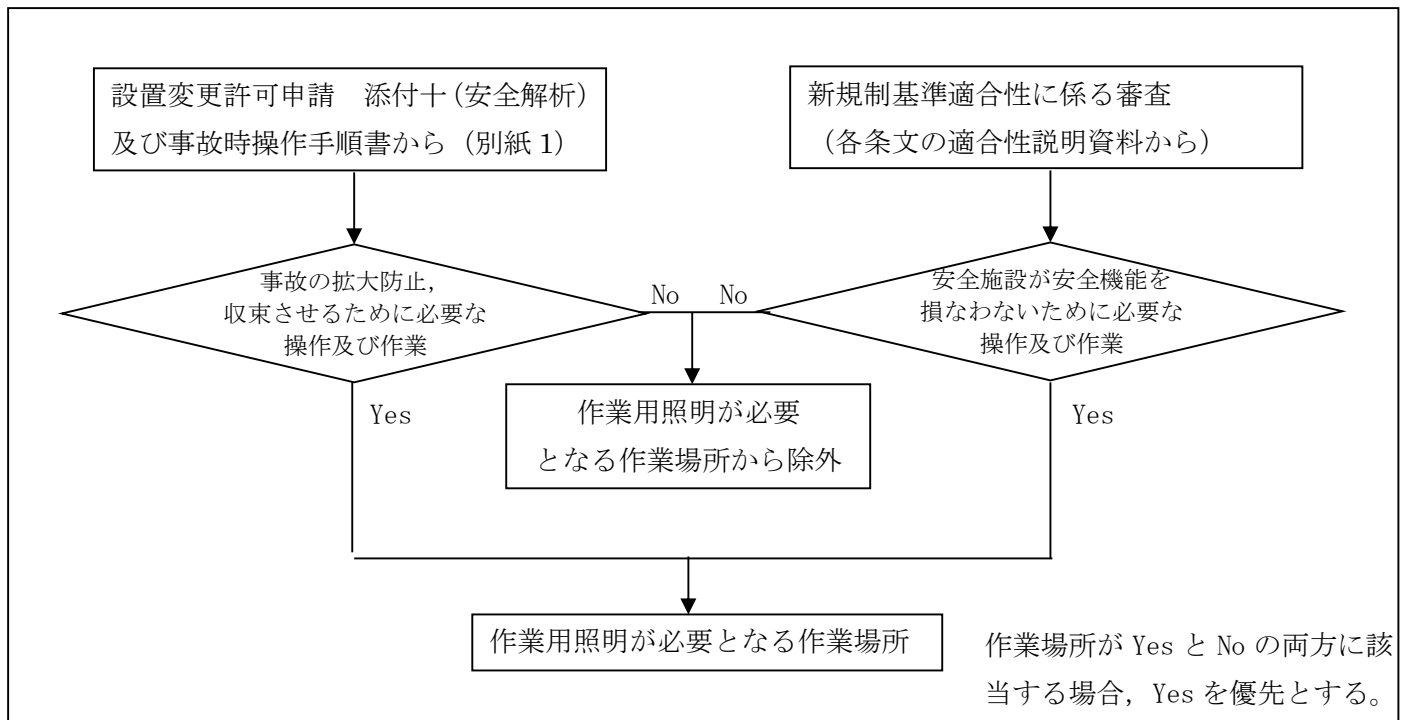 設置変更許可申請　添付十(安全解析)
及び事故時操作手順書から（別紙1）
新規制基準適合性に係る審査
（各条文の適合性説明資料から）
事故の拡大防止，
収束させるために必要な
操作及び作業
No
No
安全施設が安全機能を
損なわないために必要な
操作及び作業
Yes
作業用照明が必要
となる作業場所から除外
Yes
作業用照明が必要となる作業場所
作業場所が Yes と No の両方に該
当する場合，Yes を優先とする。